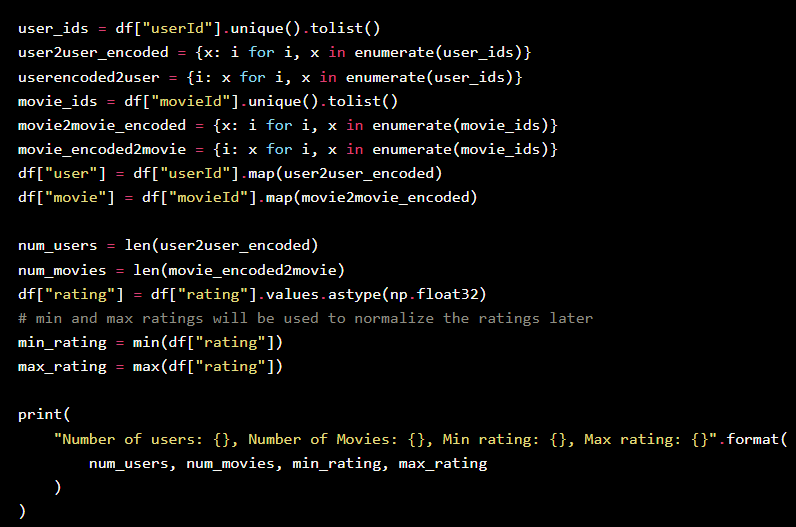 user_ids = df["userId"].unique().tolist()
user2user_encoded = {x: i for i, x in enumerate(user_ids)}
userencoded2user = {i: x for i, x in enumerate(user_ids)}
movie_ids = df["movieId"].unique().tolist()
movie2movie_encoded = {x: i for i, x in enumerate(movie_ids)}
movie_encoded2movie = {i: x for i, x in enumerate(movie_ids)}
df["user"] = df["userId"].map(user2user_encoded)
df["movie"] = df["movieId"].map(movie2movie_encoded)

num_users = len(user2user_encoded)
num_movies = len(movie_encoded2movie)
df["rating"] = df["rating"].values.astype(np.float32)
# min and max ratings will be used to normalize the ratings later
min_rating = min(df["rating"])
max_rating = max(df["rating"])

print(
    "Number of users: {}, Number of Movies: {}, Min rating: {}, Max rating: {}".format(
        num_users, num_movies, min_rating, max_rating
    )
)